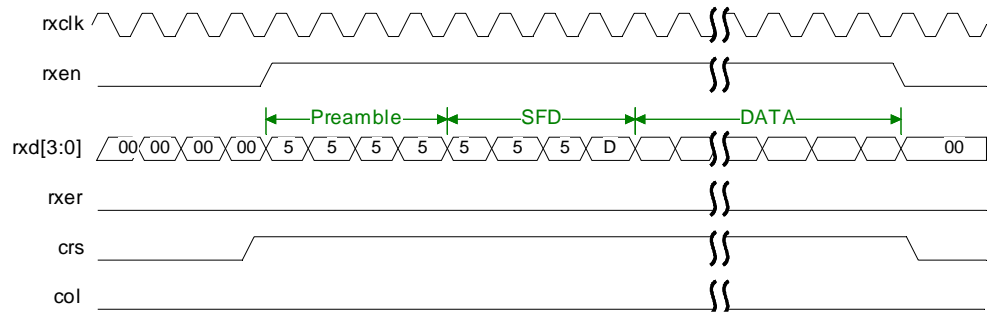 rxclk
rxen
Preamble SFD DATA
rxd[3:0] 00 00 00 00 5 5 5 5 5 5 5 D 00
rxer
crs
col